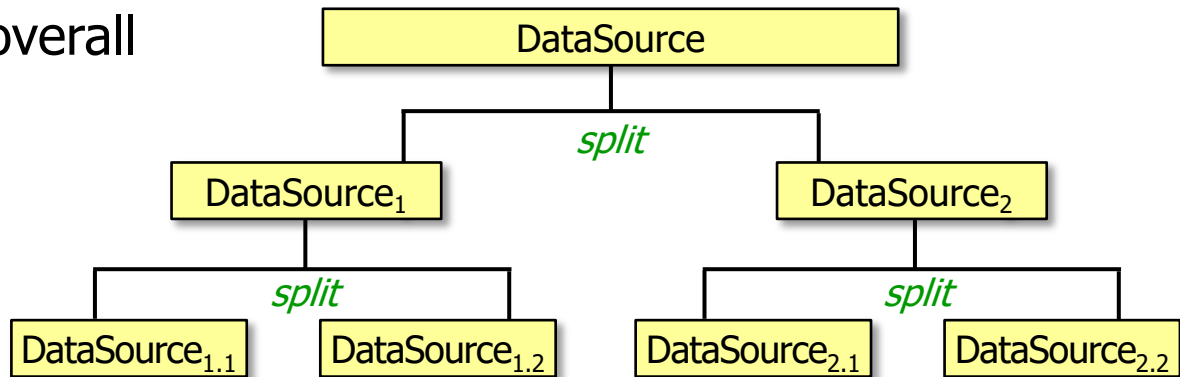 overall
DataSource
split
DataSource₁ DataSource₂
split split
DataSource₁.₁ DataSource₁.₂ DataSource₂.₁ DataSource₂.₂